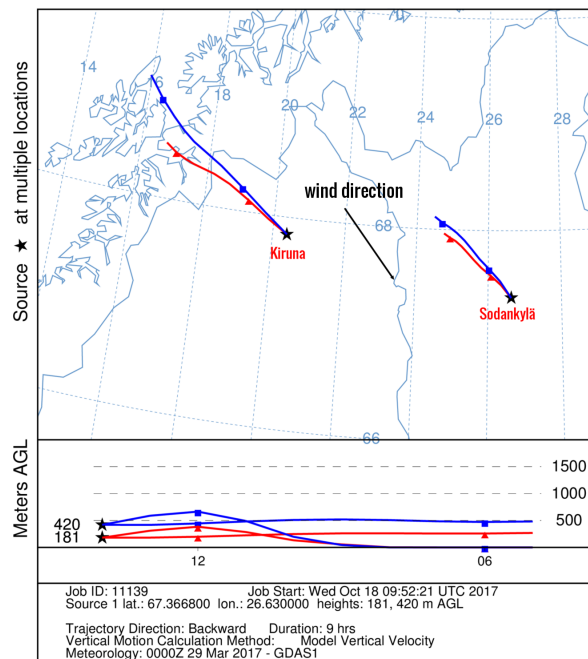 Source ★ at multiple locations
14
16
18
20
22
24
26
28
68
66
wind direction
Kiruna
Sodankylä
Meters AGL
1500
1000
500
420
181
12
06
Job ID: 11139 Job Start: Wed Oct 18 09:52:21 UTC 2017
Source 1 lat.: 67.366800 lon.: 26.630000 heights: 181, 420 m AGL
Trajectory Direction: Backward Duration: 9 hrs
Vertical Motion Calculation Method: Model Vertical Velocity
Meteorology: 0000Z 29 Mar 2017 - GDAS1